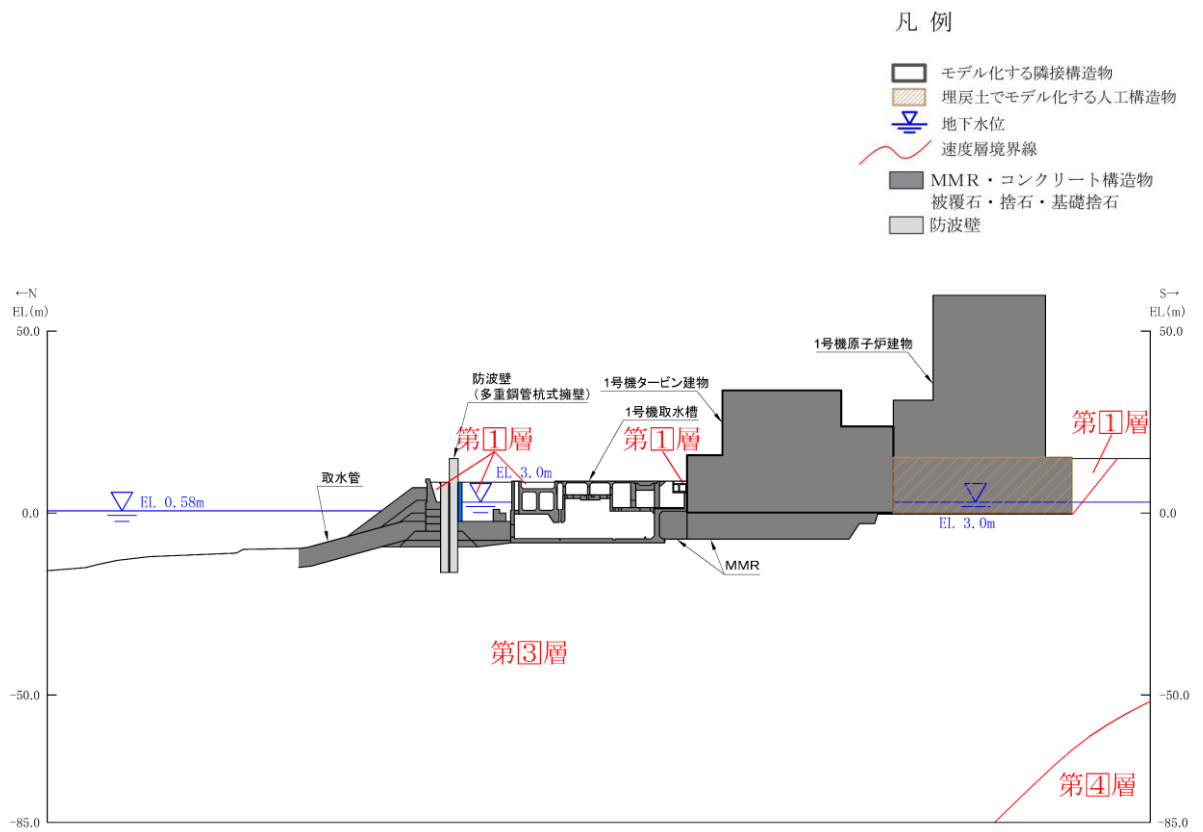 凡 例
モデル化する隣接構造物
埋戻土でモデル化する人工構造物
地下水位
速度層境界線
MMR・コンクリート構造物
被覆石・捨石・基礎捨石
防波壁
←N
EL(m)
S→
EL(m)
50.0
50.0
1号機原子炉建物
防波壁
(多重鋼管杭式擁壁)
1号機タービン建物
1号機取水槽
第1層
第1層
第1層
EL 3.0m
取水管
EL 0.58m
0.0
0.0
EL 3.0m
MMR
第3層
-50.0
-50.0
第4層
-85.0
-85.0